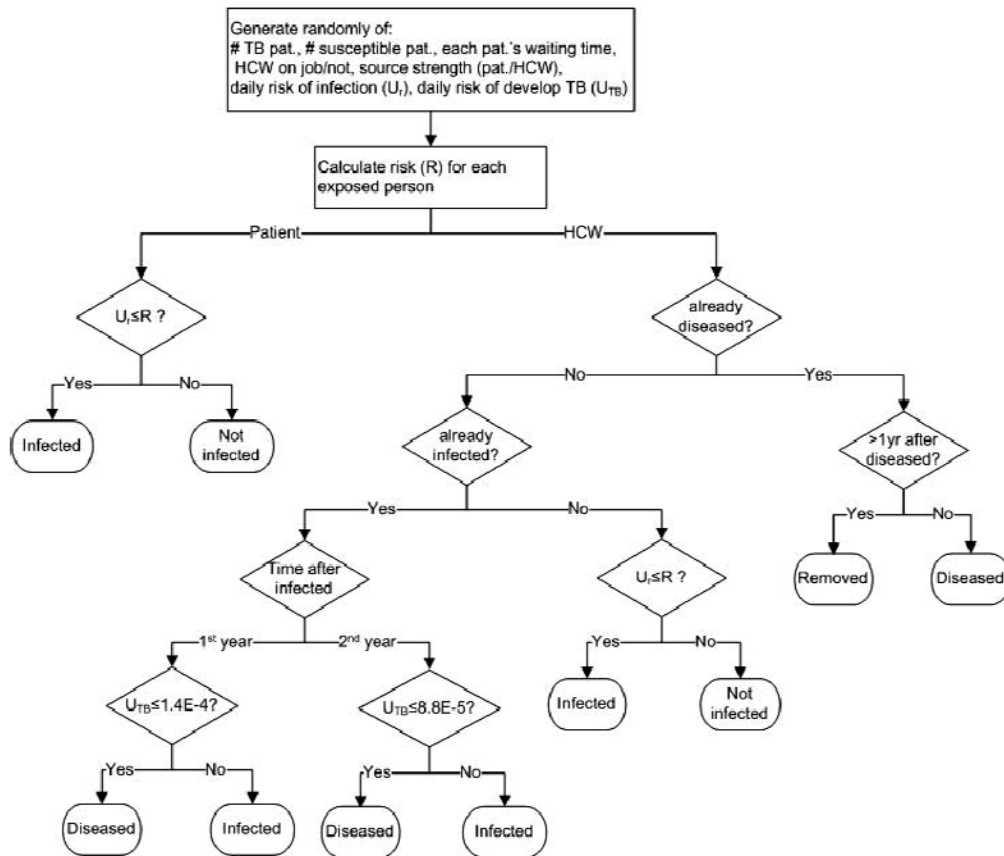 Generate randomly of:
# TB pat., # susceptible pat., each pat.'s waiting time,
HCW on job/not, source strength (pat./HCW),
daily risk of infection (Uᵣ), daily risk of develop TB (U_TB)
Calculate risk (R) for each
exposed person
Patient
HCW
Uᵣ≤R ?
already
diseased?
Yes
No
No
Yes
Infected
Not
infected
already
infected?
>1yr after
diseased?
Yes
No
Yes
No
Time after
infected
Uᵣ≤R ?
Removed
Diseased
1st year
2nd year
Yes
No
U_TB≤1.4E-4?
U_TB≤8.8E-5?
Infected
Not
infected
Yes
No
Yes
No
Diseased
Infected
Diseased
Infected